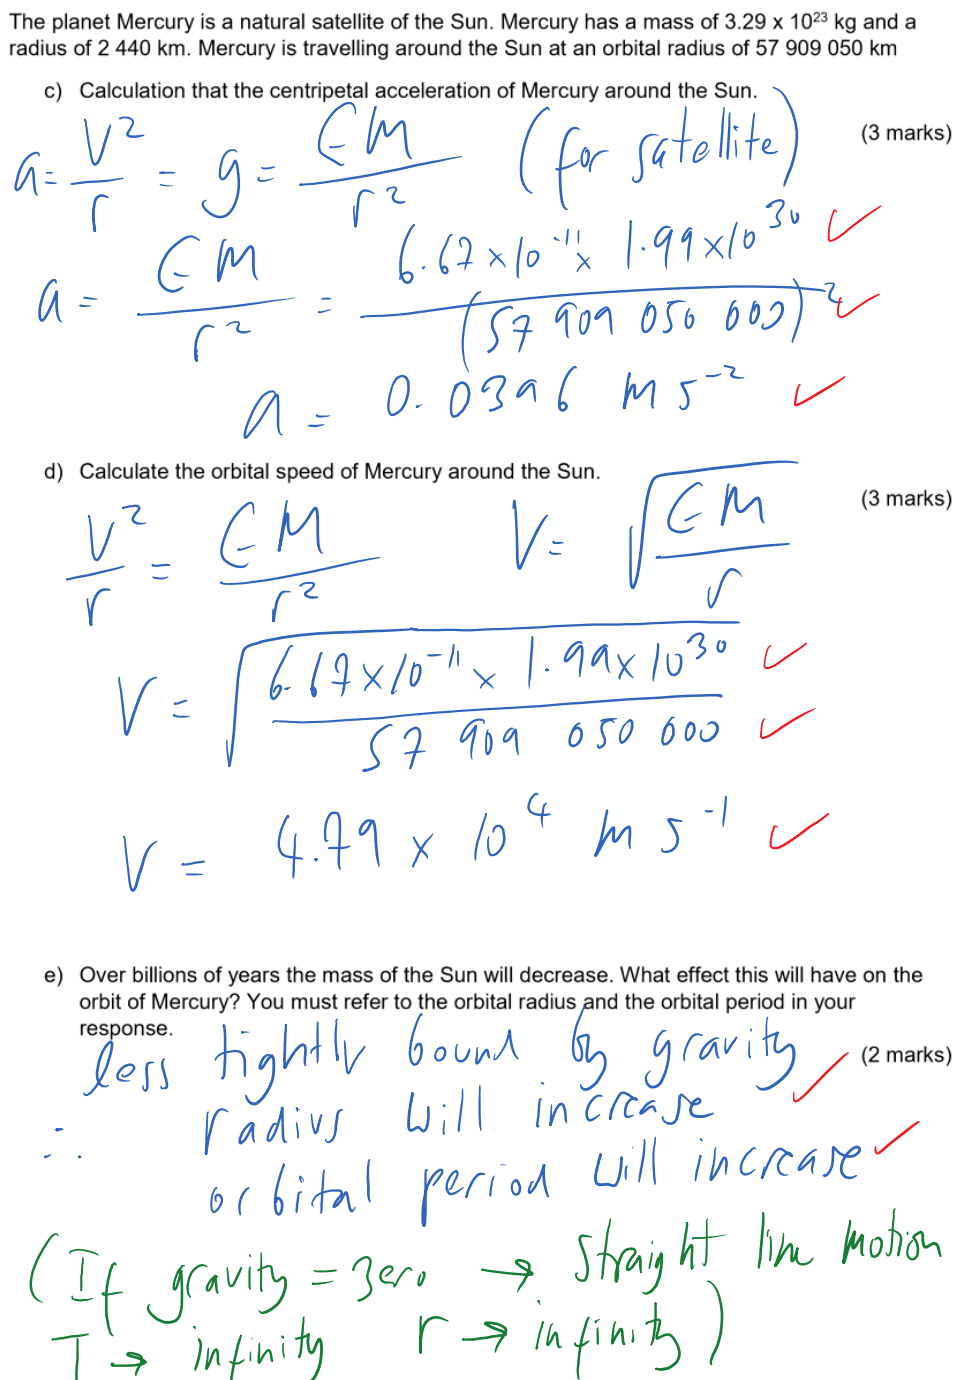 The planet Mercury is a natural satellite of the Sun. Mercury has a mass of 3.29 x 10²³ kg and a
radius of 2 440 km. Mercury is travelling around the Sun at an orbital radius of 57 909 050 km
c) Calculation that the centripetal acceleration of Mercury around the Sun.
(3 marks)
a = v²/r = g = GM/r² (for satellite)
a = GM/r² = 6.67 x 10⁻¹¹ x 1.99 x 10³⁰ / (57 909 050 000)² ✓ ✓
a = 0.0396 m s⁻² ✓
d) Calculate the orbital speed of Mercury around the Sun.
(3 marks)
v²/r = GM/r² V = √(GM/r)
V = √(6.67 x 10⁻¹¹ x 1.99 x 10³⁰ / 57 909 050 000) ✓ ✓
V = 4.79 x 10⁴ m s⁻¹ ✓
e) Over billions of years the mass of the Sun will decrease. What effect this will have on the
orbit of Mercury? You must refer to the orbital radius and the orbital period in your
response.
(2 marks)
less tightly bound by gravity ✓
∴ radius will increase
orbital period will increase ✓
(If gravity = zero → straight line motion
T → infinity r → infinity)